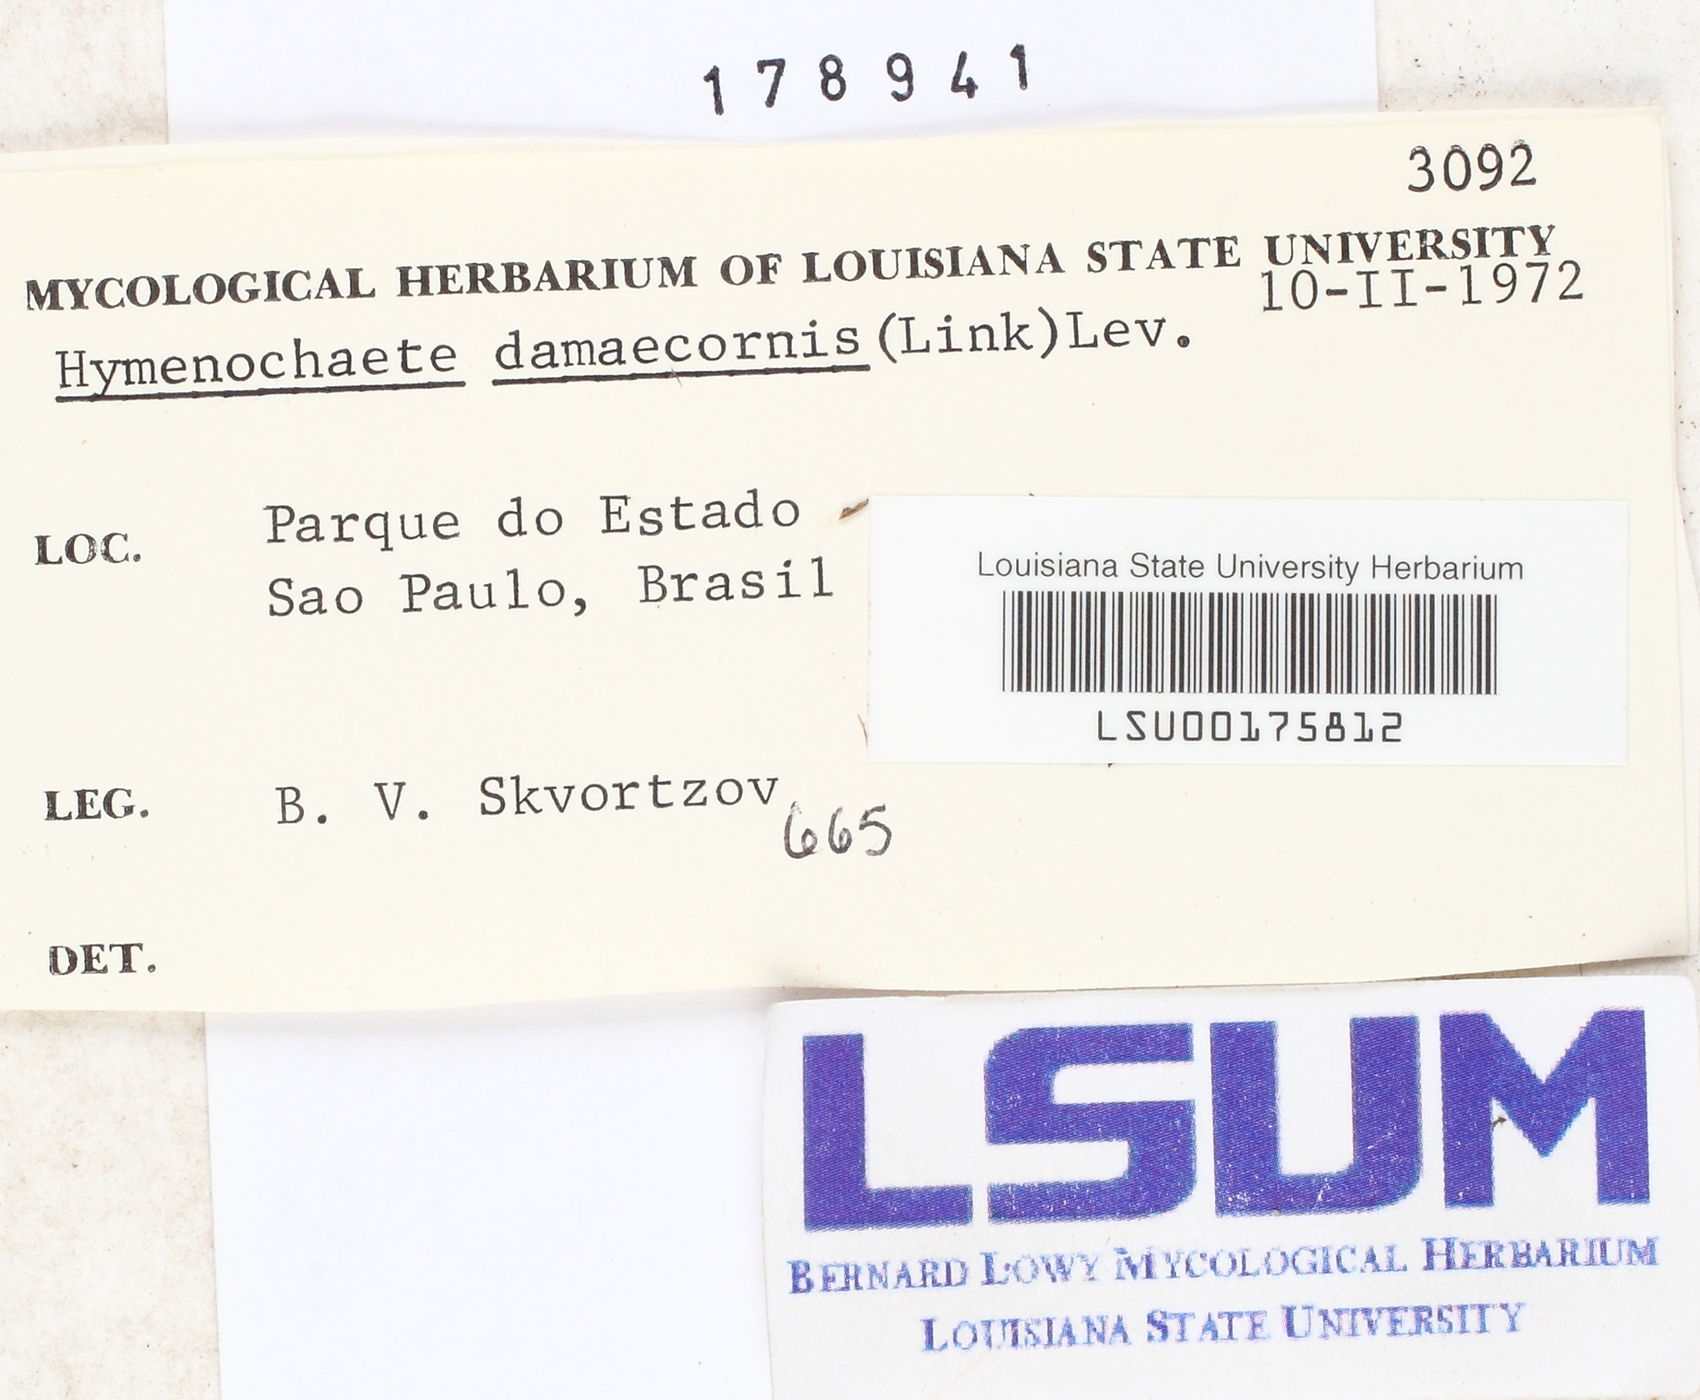 178941
3092
MYCOLOGICAL HERBARIUM OF LOUISIANA STATE UNIVERSITY
10-II-1972
Hymenochaete damaecornis (Link)Lev.
LOC. Parque do Estado
Sao Paulo, Brasil
Louisiana State University Herbarium
LSU00175812
LEG. B. V. Skvortzov
665
DET.
LSUM
BERNARD LOWY MYCOLOGICAL HERBARIUM
LOUISIANA STATE UNIVERSITY